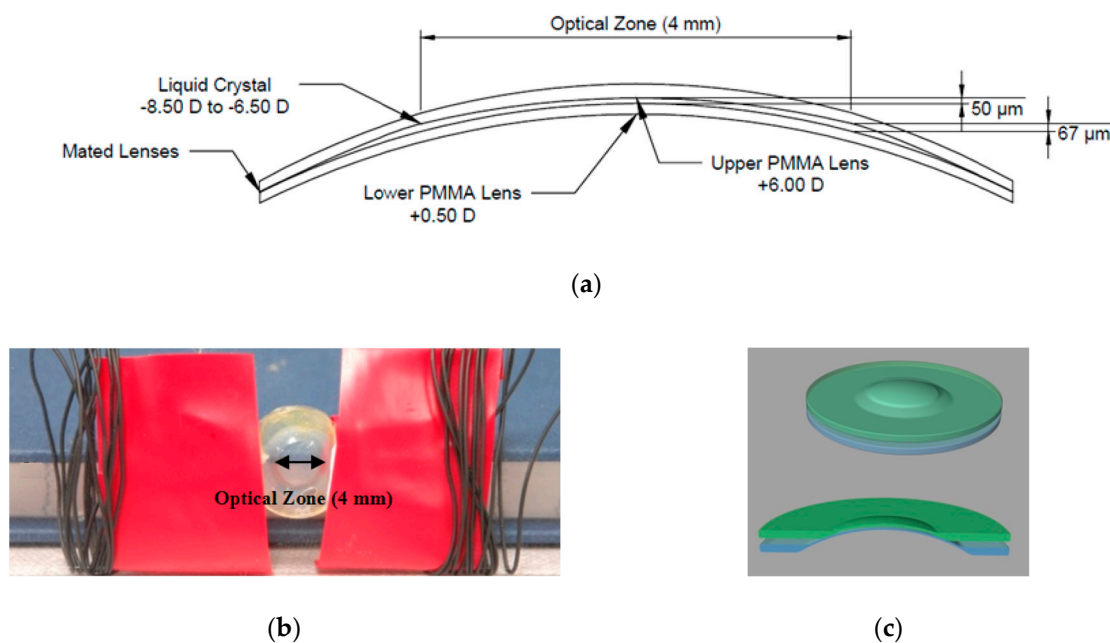 Optical Zone (4 mm)
Liquid Crystal
-8.50 D to -6.50 D
50 µm
67 µm
Mated Lenses
Upper PMMA Lens
+6.00 D
Lower PMMA Lens
+0.50 D
(a)
Optical Zone (4 mm)
(b)
(c)